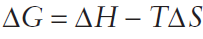 ΔG = ΔH − TΔS